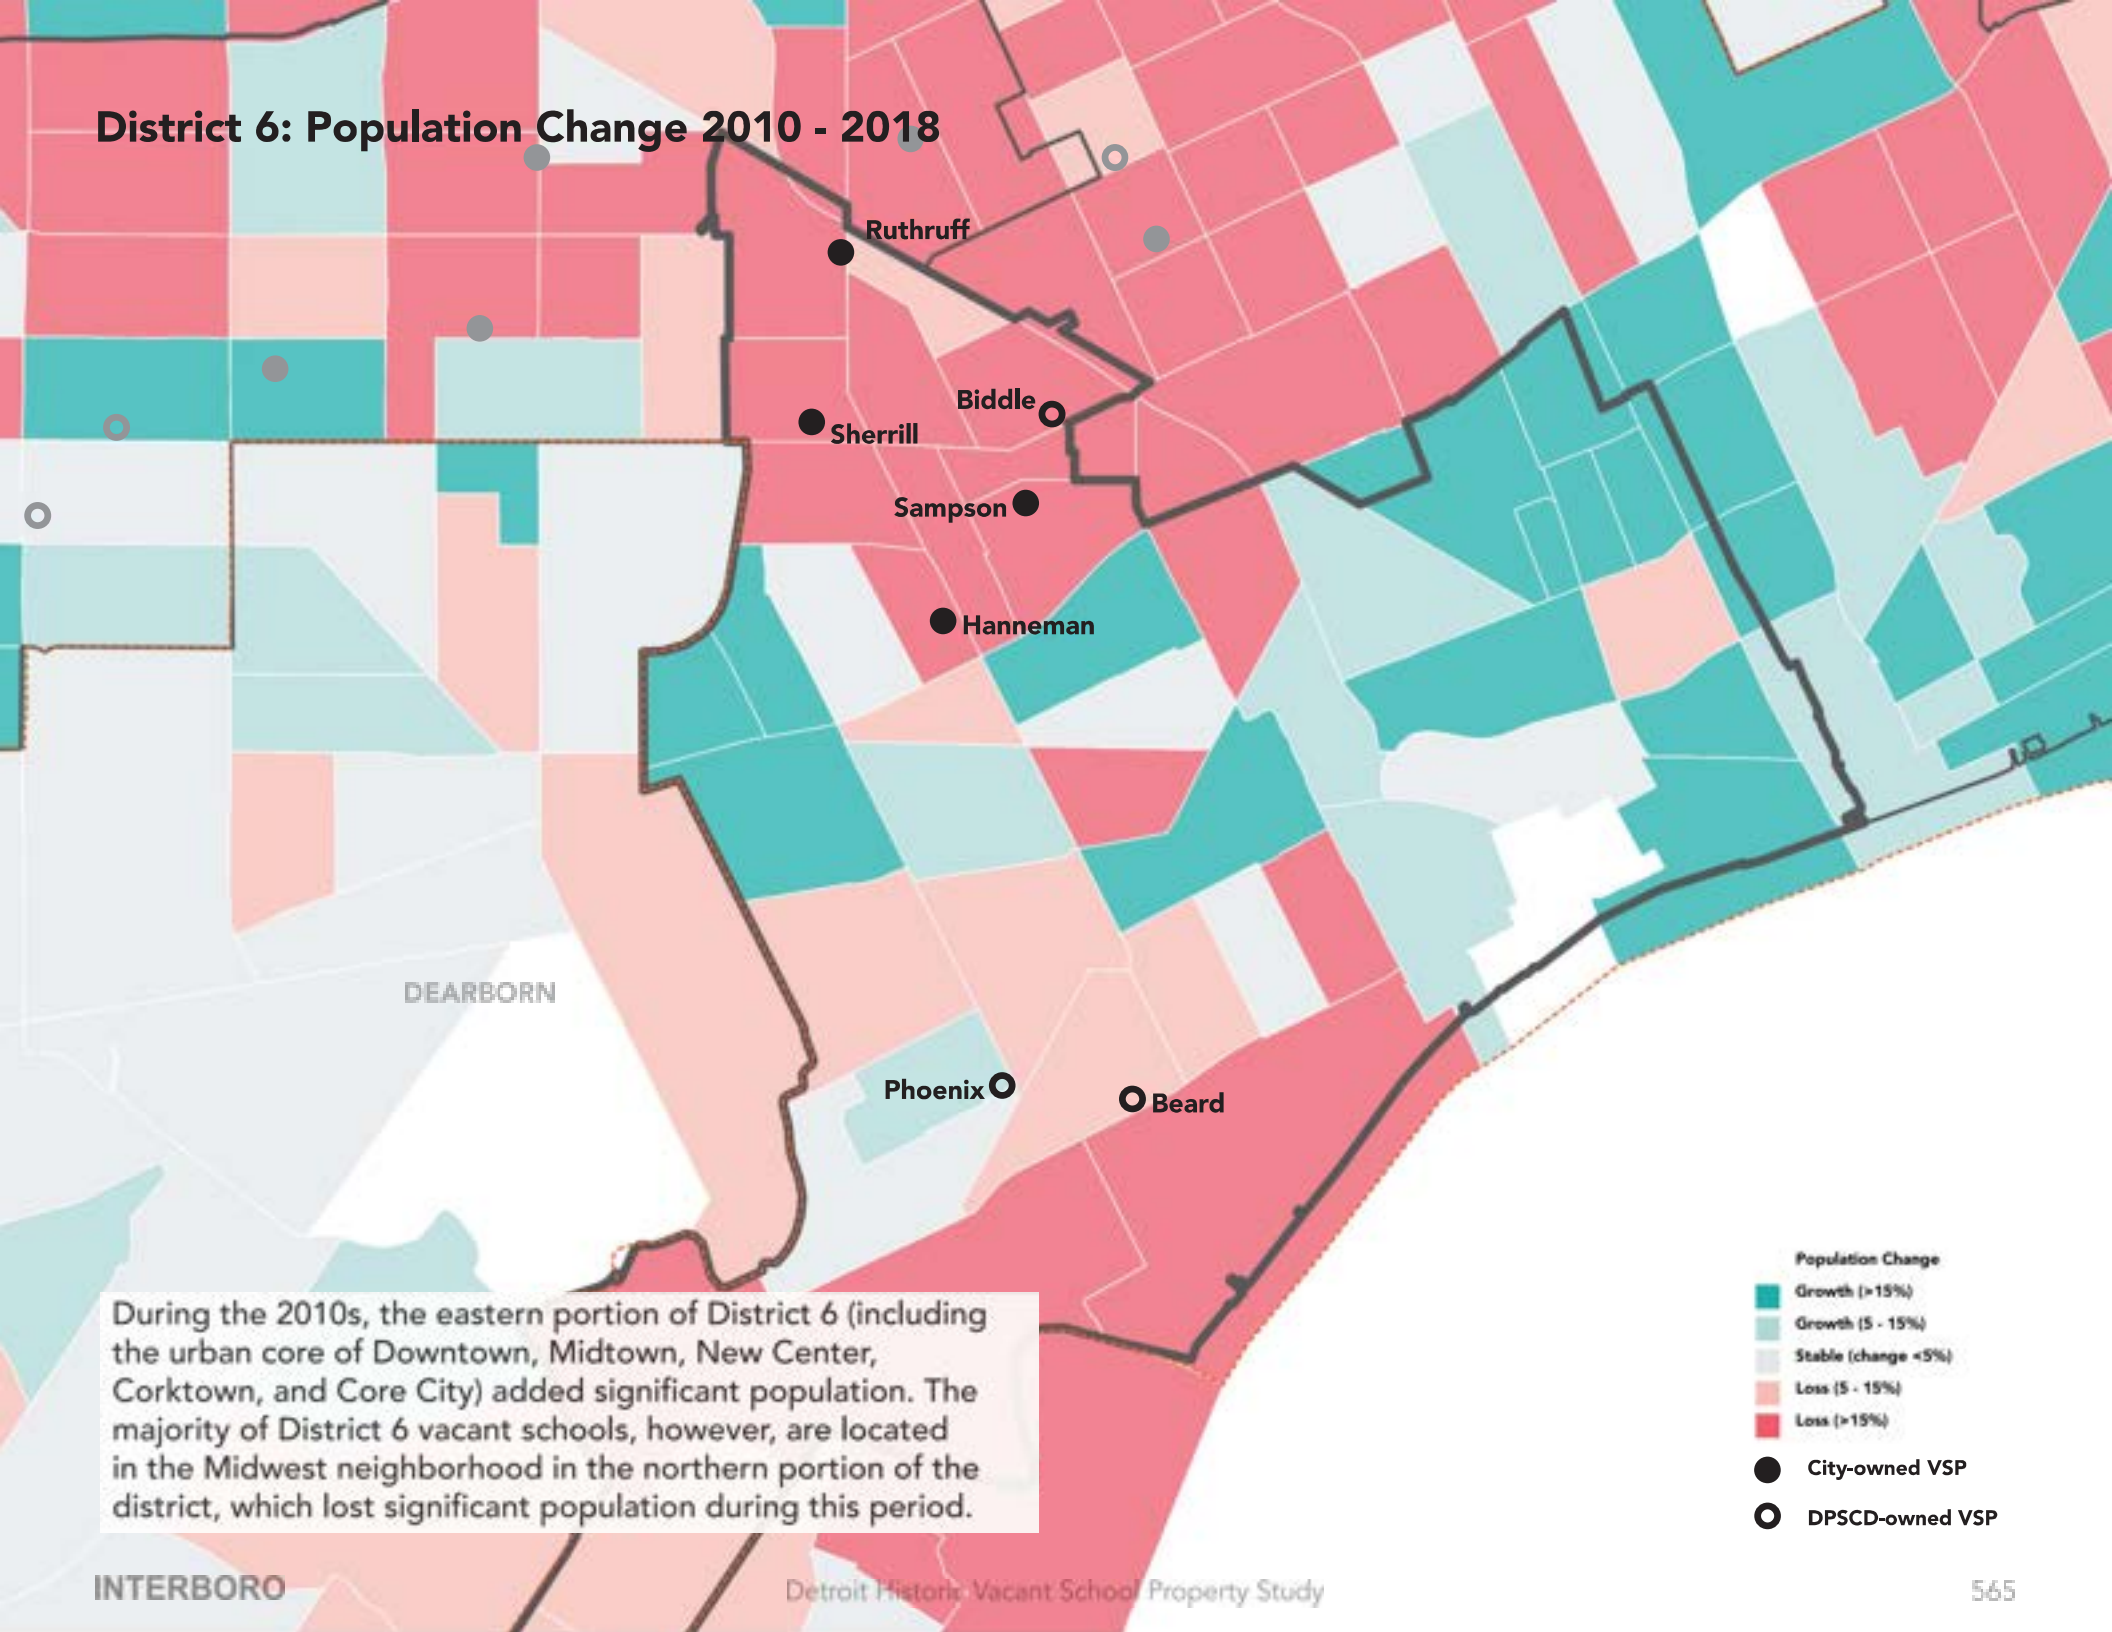 District 6: Population Change 2010 - 2018
Ruthruff
Biddle
Sherrill
Sampson
Hanneman
DEARBORN
Phoenix
Beard
Population Change
Growth (>15%)
Growth (5 - 15%)
Stable (change <5%)
Loss (5 - 15%)
Loss (>15%)
City-owned VSP
DPSCD-owned VSP
During the 2010s, the eastern portion of District 6 (including
the urban core of Downtown, Midtown, New Center,
Corktown, and Core City) added significant population. The
majority of District 6 vacant schools, however, are located
in the Midwest neighborhood in the northern portion of the
district, which lost significant population during this period.
INTERBORO
Detroit Historic Vacant School Property Study
565